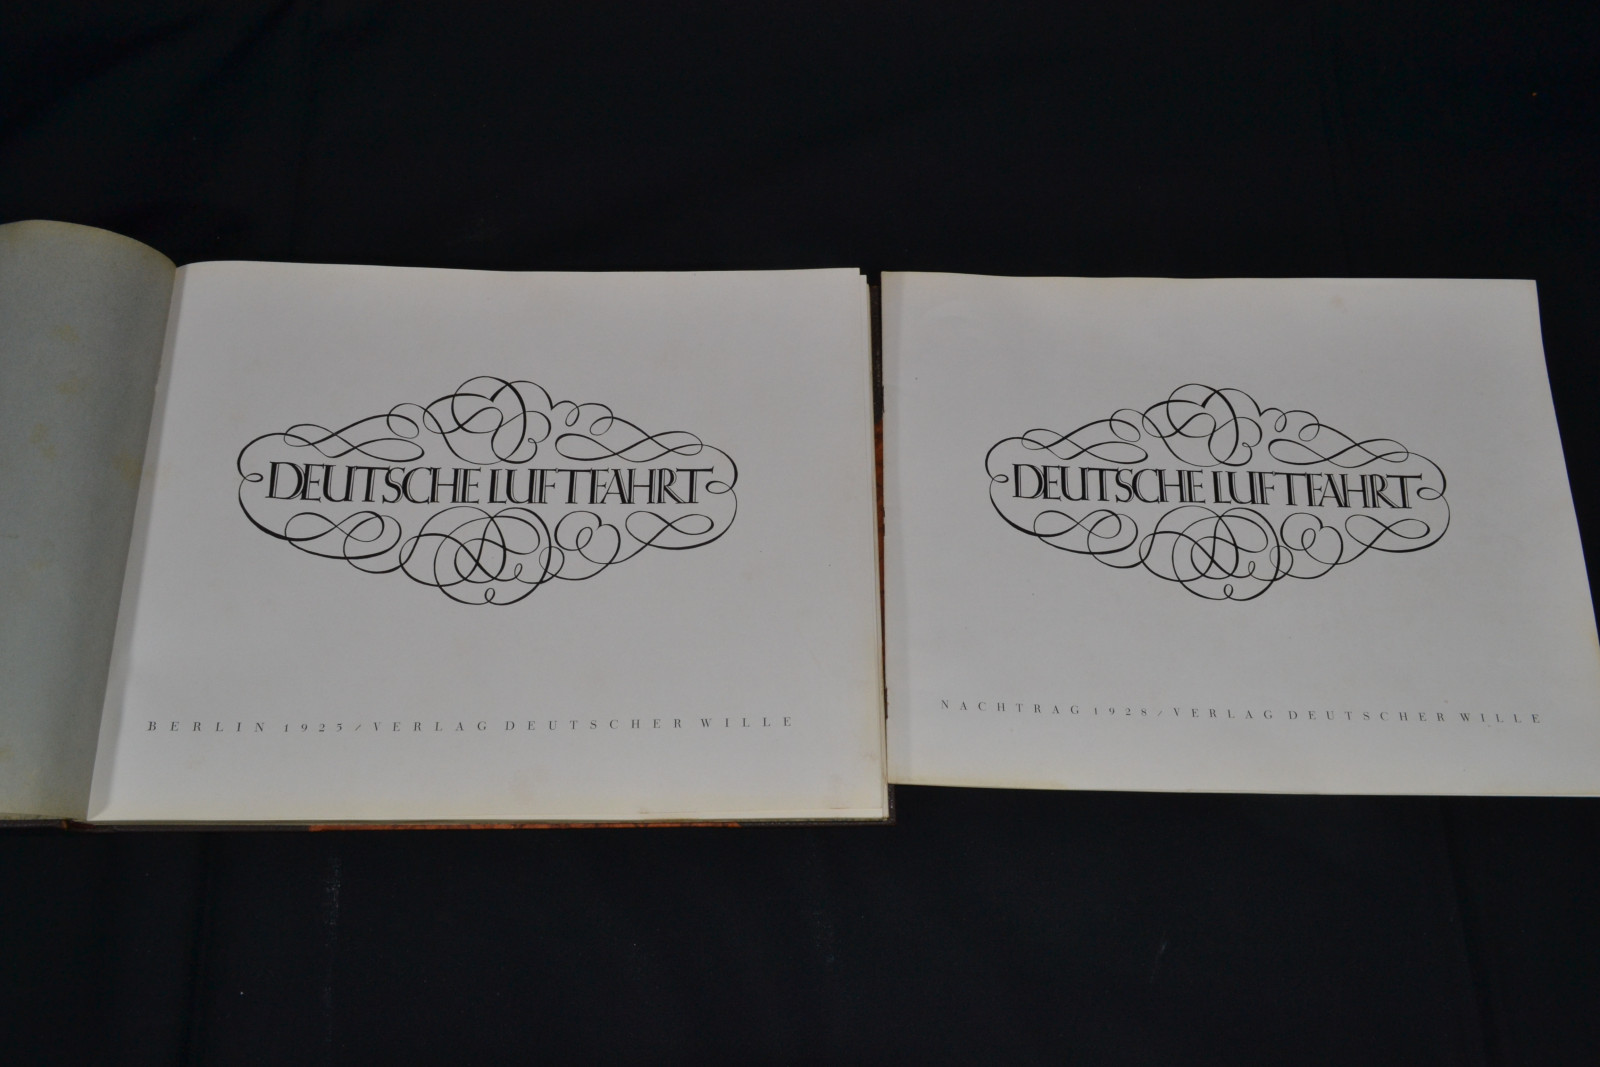 DEUTSCHE LUFTFAHRT
BERLIN 1925 / VERLAG DEUTSCHER WILLE
DEUTSCHE LUFTFAHRT
NACHTRAG 1928 / VERLAG DEUTSCHER WILLE